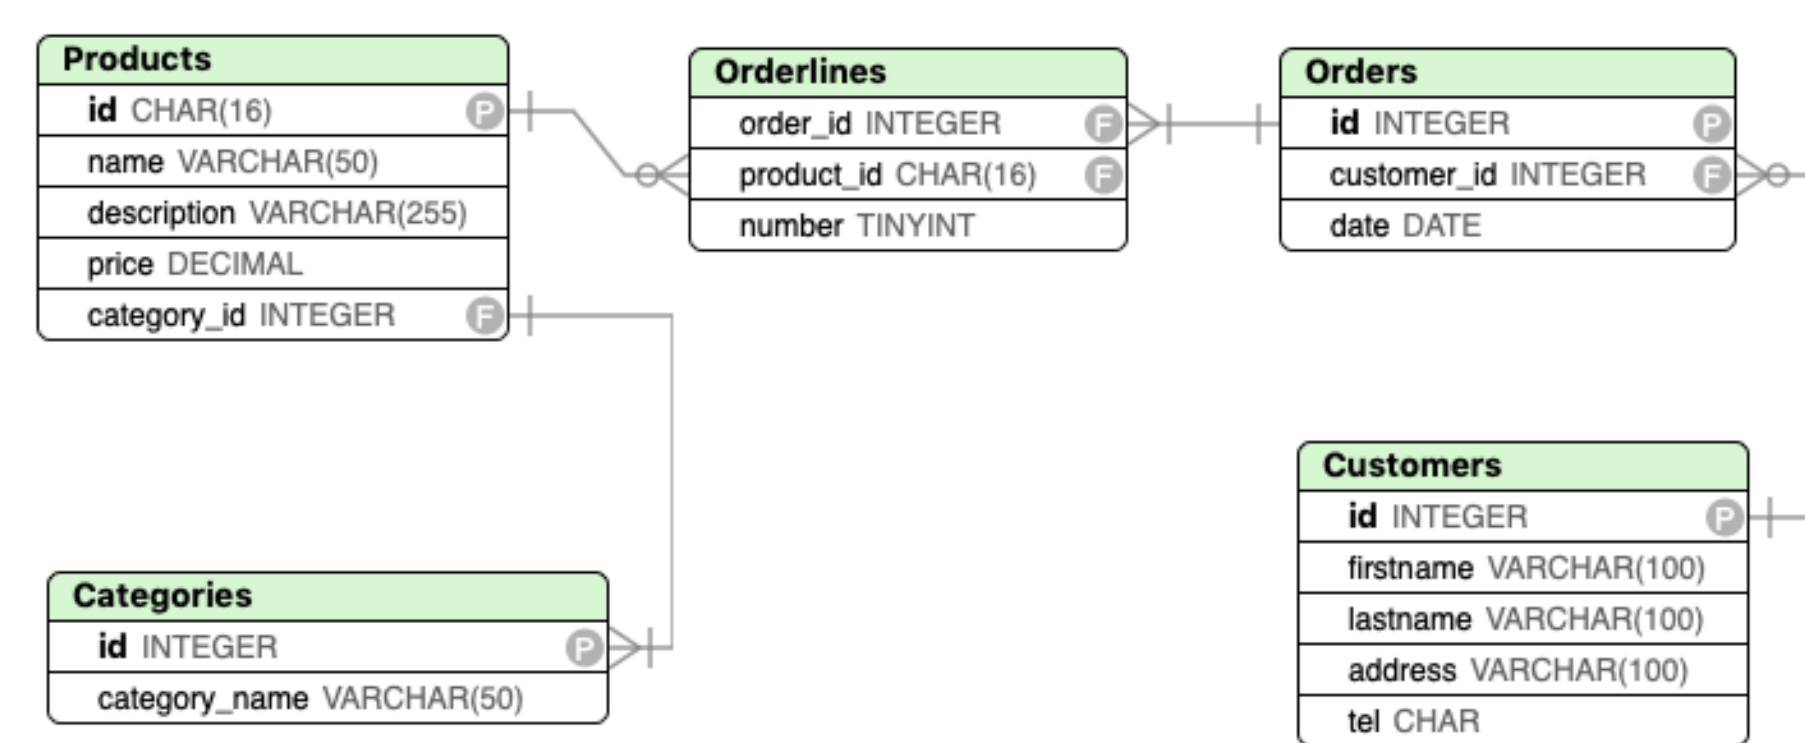 Products
id CHAR(16) P
name VARCHAR(50)
description VARCHAR(255)
price DECIMAL
category_id INTEGER F
Orderlines
order_id INTEGER F
product_id CHAR(16) F
number TINYINT
Orders
id INTEGER P
customer_id INTEGER F
date DATE
Categories
id INTEGER P
category_name VARCHAR(50)
Customers
id INTEGER P
firstname VARCHAR(100)
lastname VARCHAR(100)
address VARCHAR(100)
tel CHAR